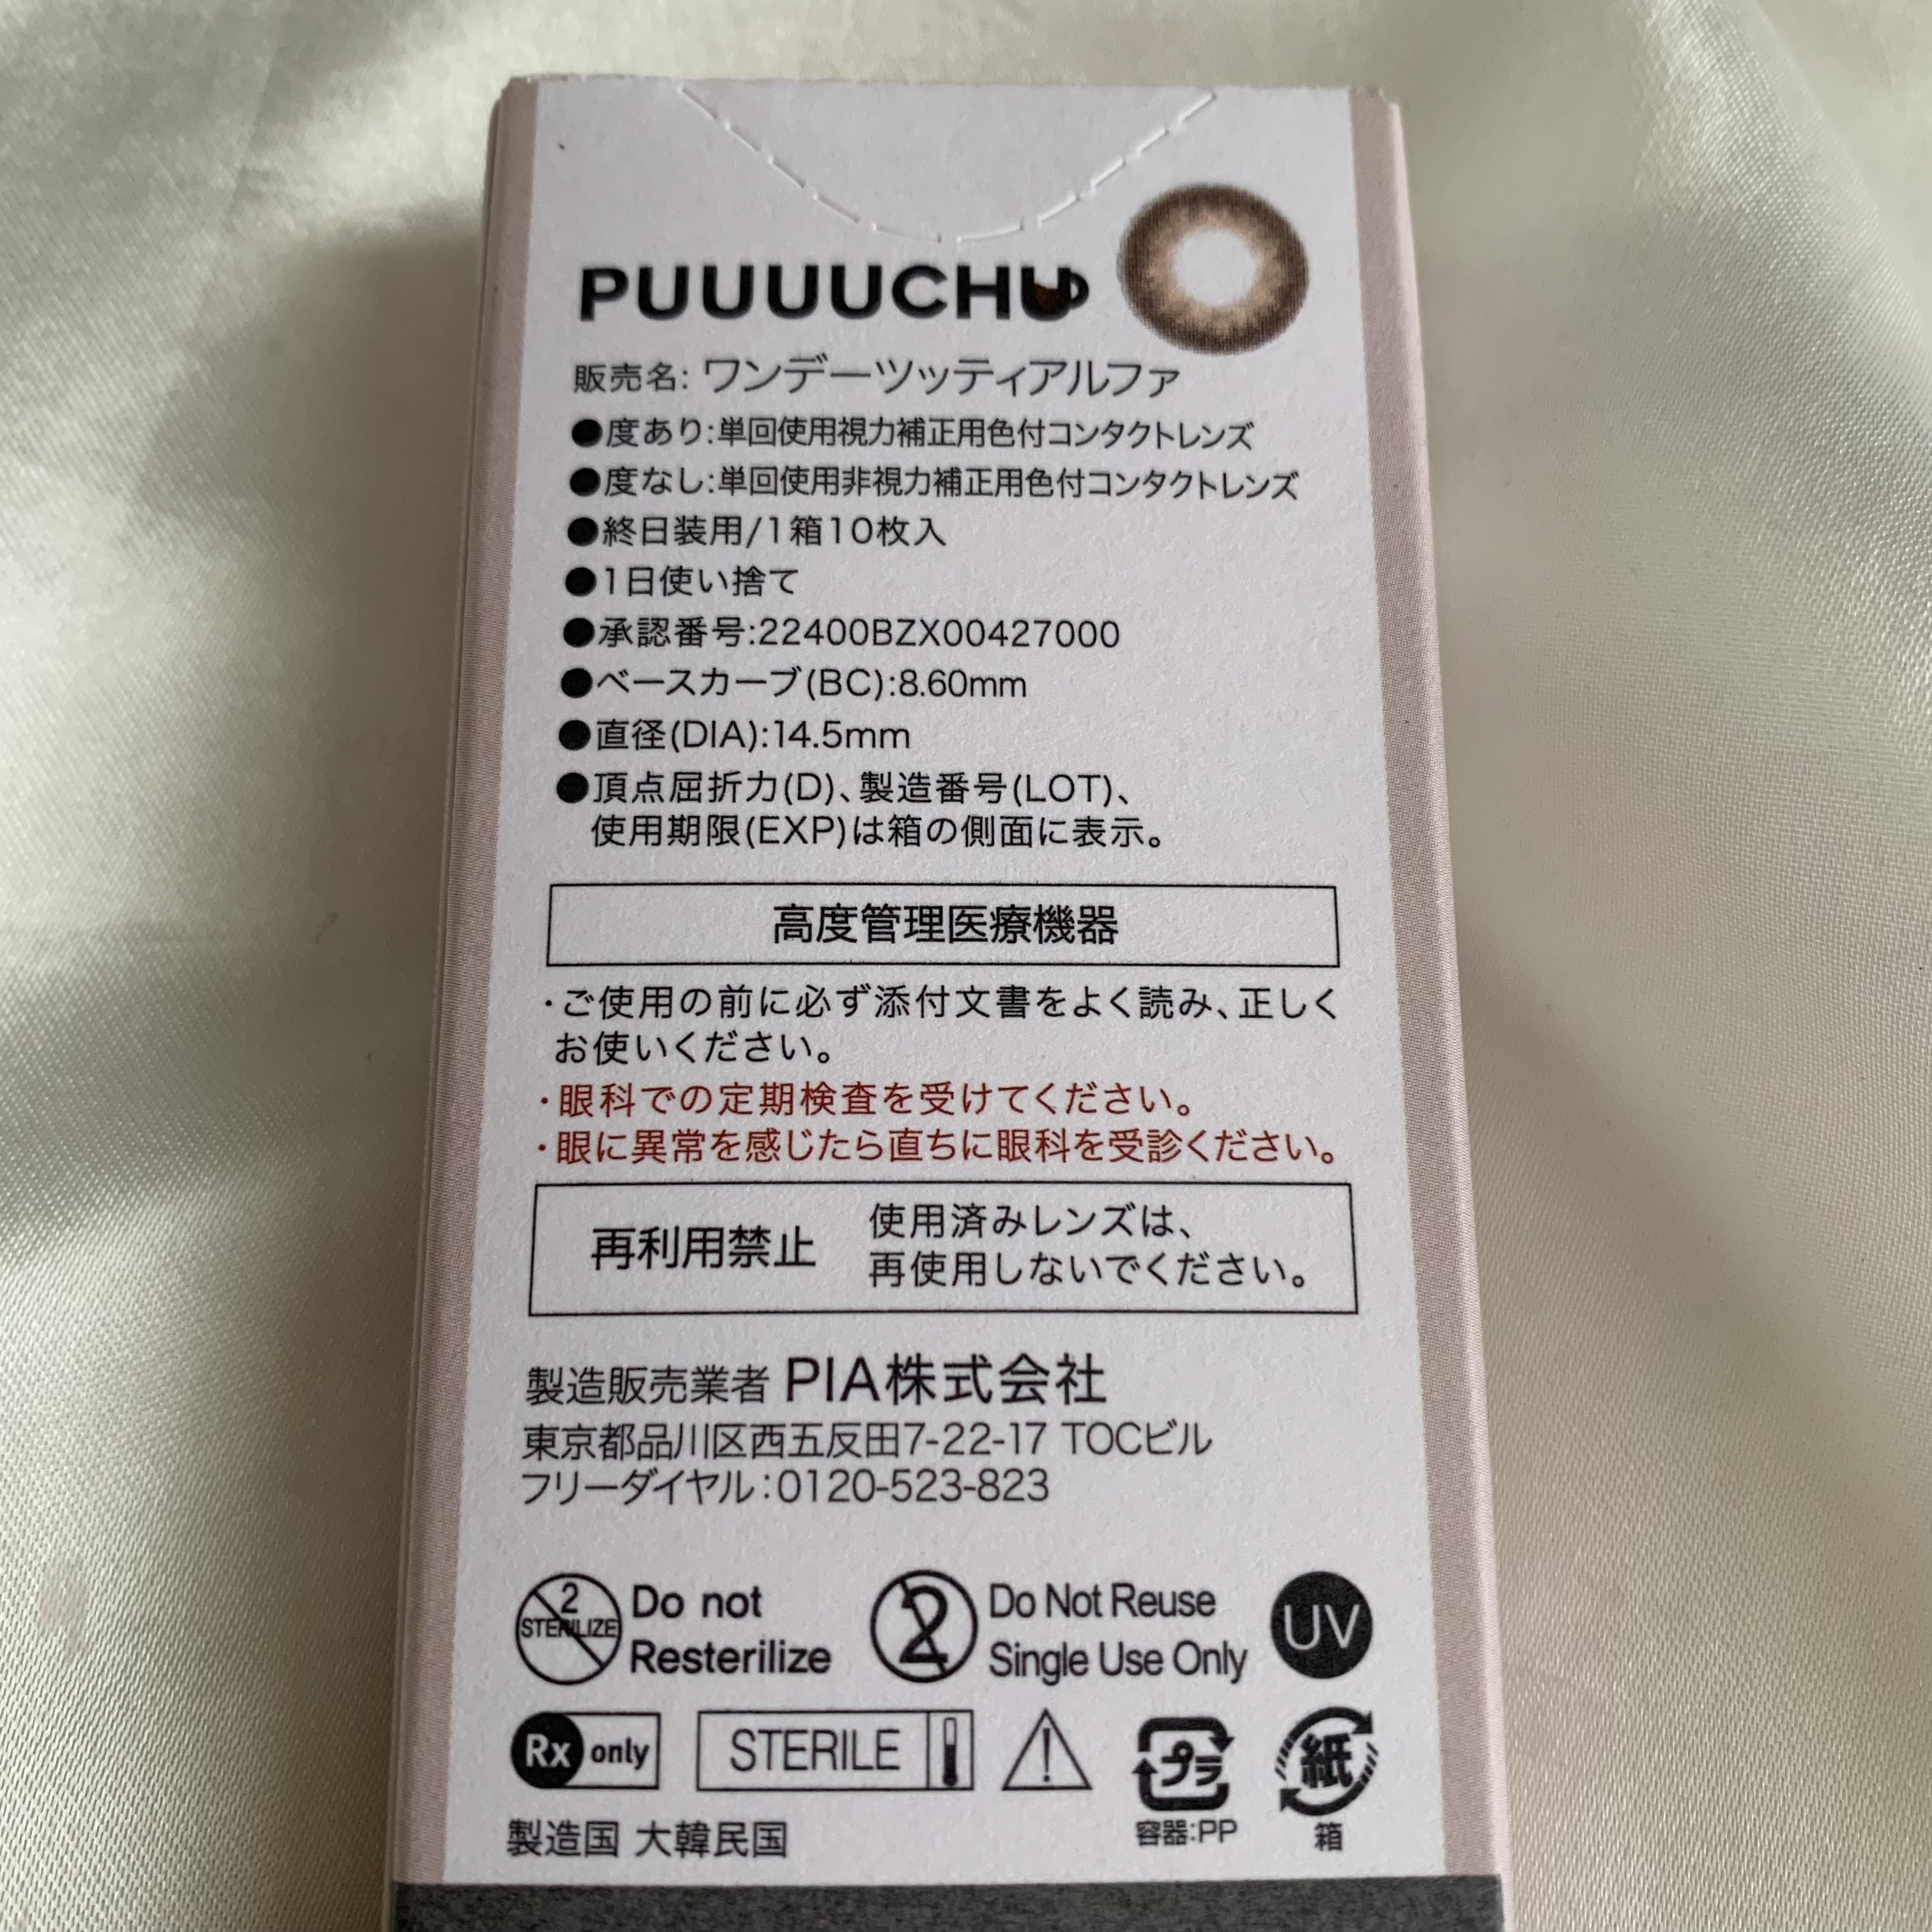 PUUUUCHU
販売名: ワンデーツッティアルファ
●度あり:単回使用視力補正用色付コンタクトレンズ
●度なし:単回使用非視力補正用色付コンタクトレンズ
●終日装用/1箱10枚入
●1日使い捨て
●承認番号:22400BZX00427000
●ベースカーブ(BC):8.60mm
●直径(DIA):14.5mm
●頂点屈折力(D)、製造番号(LOT)、
使用期限(EXP)は箱の側面に表示。
高度管理医療機器
・ご使用の前に必ず添付文書をよく読み、正しく
お使いください。
・眼科での定期検査を受けてください。
・眼に異常を感じたら直ちに眼科を受診ください。
再利用禁止
使用済みレンズは、
再使用しないでください。
製造販売業者 PIA株式会社
東京都品川区西五反田7-22-17 TOCビル
フリーダイヤル:0120-523-823
2
STERILIZE
Do not
Resterilize
2
Do Not Reuse
Single Use Only
UV
Rx only
STERILE
プラ
紙
容器:PP
箱
製造国 大韓民国